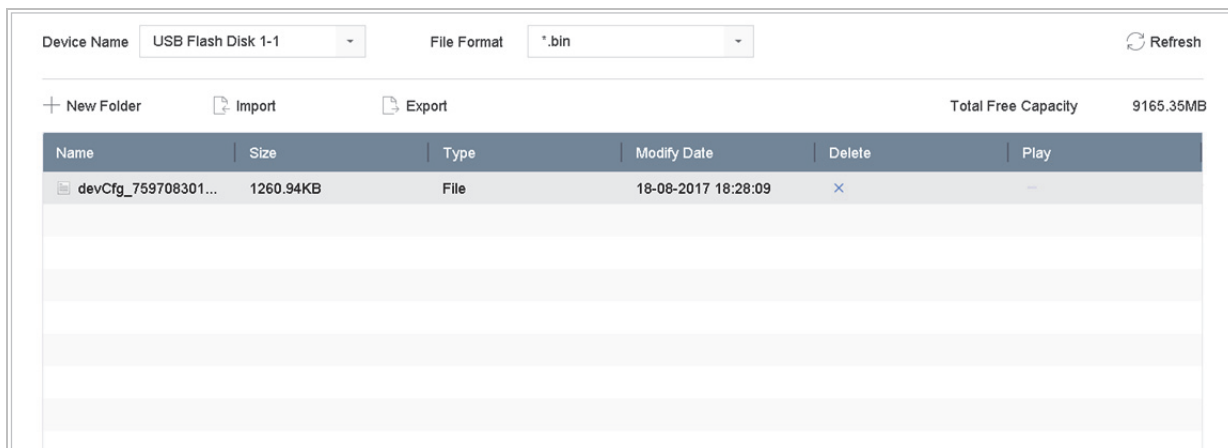 Device Name USB Flash Disk 1-1 File Format *.bin Refresh
New Folder Import Export Total Free Capacity 9165.35MB
Name Size Type Modify Date Delete Play
devCfg_759708301... 1260.94KB File 18-08-2017 18:28:09